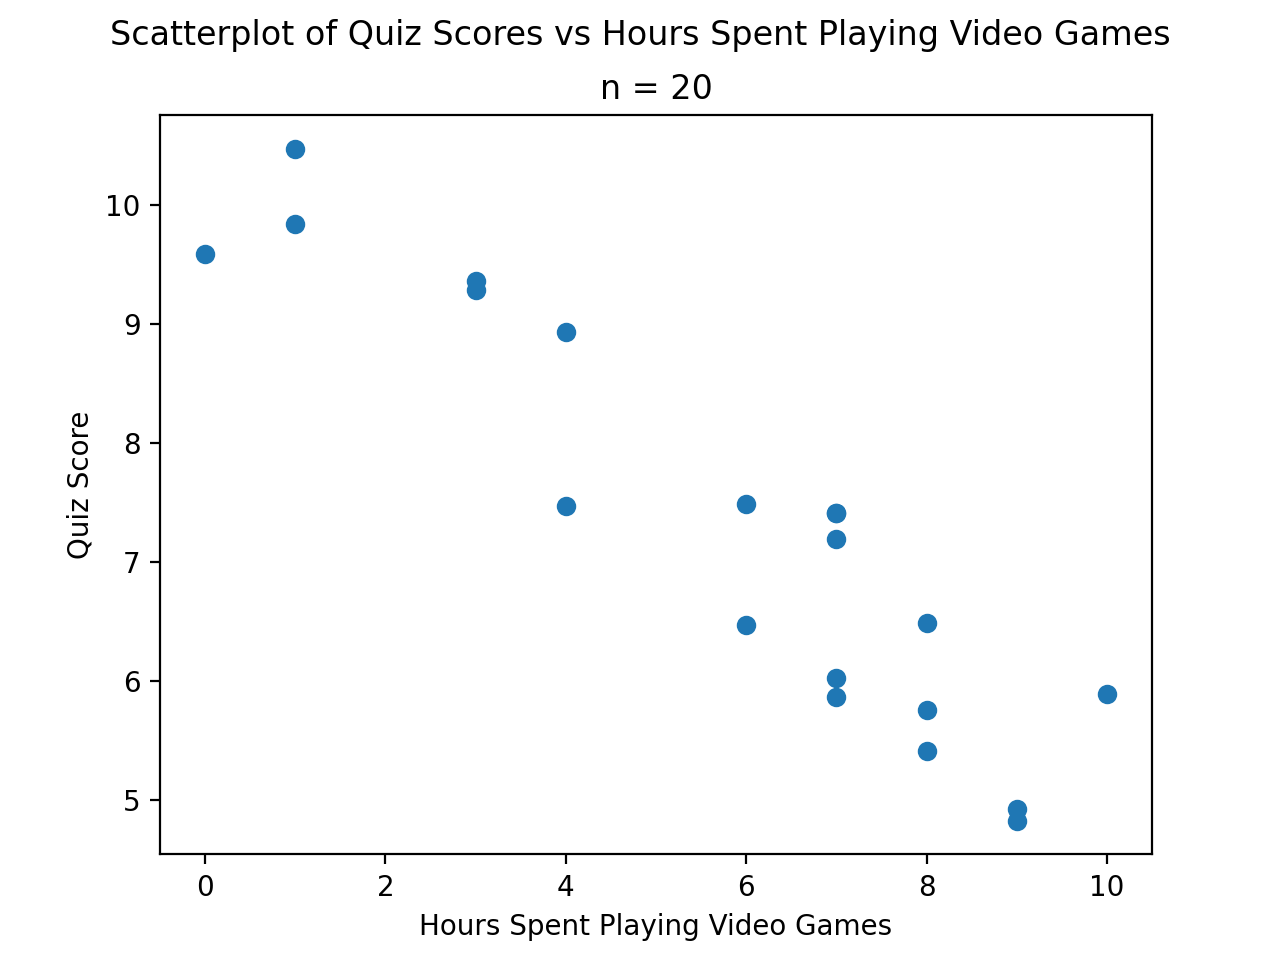 Scatterplot of Quiz Scores vs Hours Spent Playing Video Games
n = 20
10
9
8
7
6
5
Quiz Score
0 2 4 6 8 10
Hours Spent Playing Video Games